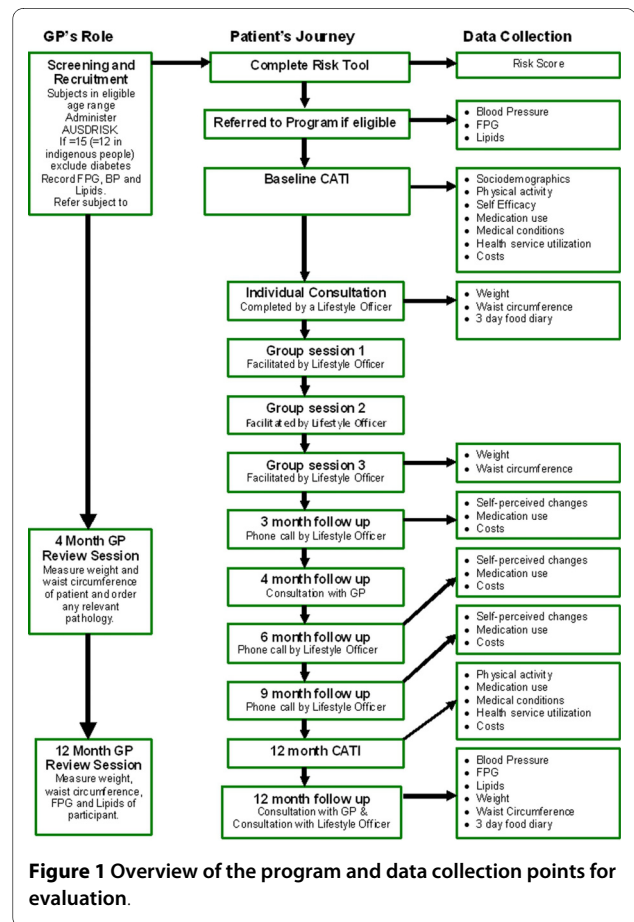 GP's Role
Patient's Journey
Data Collection
Screening and
Recruitment
Subjects in eligible
age range
Administer
AUSDRISK.
If =15 (=12 in
indigenous people)
exclude diabetes
Record FPG, BP and
Lipids.
Refer subject to
Complete Risk Tool
Risk Score
Referred to Program if eligible
• Blood Pressure
• FPG
• Lipids
Baseline CATI
• Sociodemographics
• Physical activity
• Self Efficacy
• Medication use
• Medical conditions
• Health service utilization
• Costs
Individual Consultation
Completed by a Lifestyle Officer
• Weight
• Waist circumference
• 3 day food diary
Group session 1
Facilitated by Lifestyle Officer
Group session 2
Facilitated by Lifestyle Officer
Group session 3
Facilitated by Lifestyle Officer
• Weight
• Waist circumference
3 month follow up
Phone call by Lifestyle Officer
• Self-perceived changes
• Medication use
• Costs
4 Month GP
Review Session
Measure weight and
waist circumference
of patient and order
any relevant
pathology.
4 month follow up
Consultation with GP
• Self-perceived changes
• Medication use
• Costs
6 month follow up
Phone call by Lifestyle Officer
• Self-perceived changes
• Medication use
• Costs
9 month follow up
Phone call by Lifestyle Officer
• Physical activity
• Medication use
• Medical conditions
• Health service utilization
• Costs
12 month CATI
12 Month GP
Review Session
Measure weight,
waist circumference,
FPG and Lipids of
participant.
12 month follow up
Consultation with GP &
Consultation with Lifestyle Officer
• Blood Pressure
• FPG
• Lipids
• Weight
• Waist Circumference
• 3 day food diary
Figure 1 Overview of the program and data collection points for
evaluation.